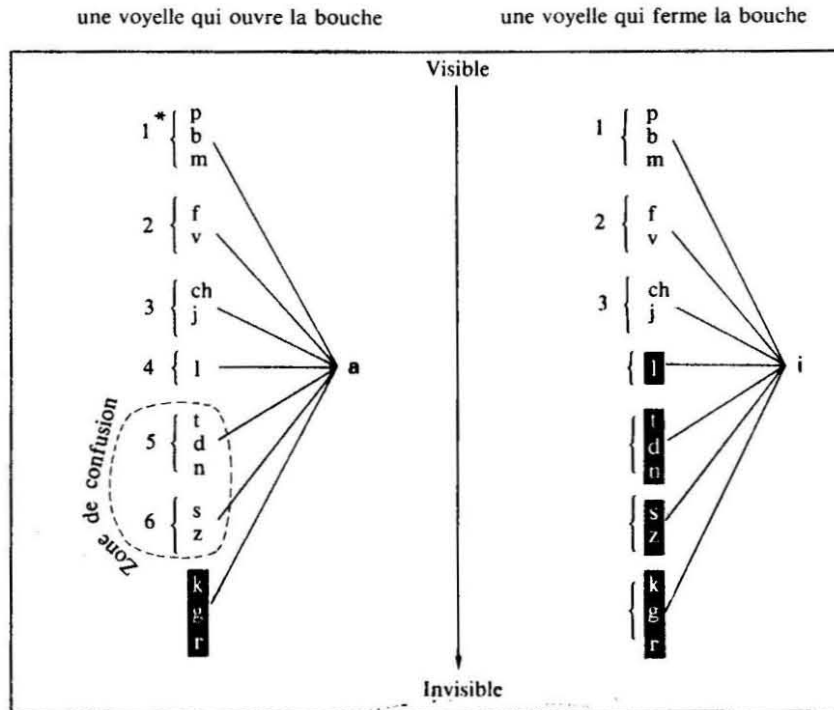 une voyelle qui ouvre la bouche
une voyelle qui ferme la bouche
Visible
1* p
b
m
2 f
v
3 ch
j
4 l
5 t
d
n
6 s
z
k
g
r
a
Zone de confusion
1 p
b
m
2 f
v
3 ch
j
l
t
d
n
s
z
k
g
r
i
Invisible